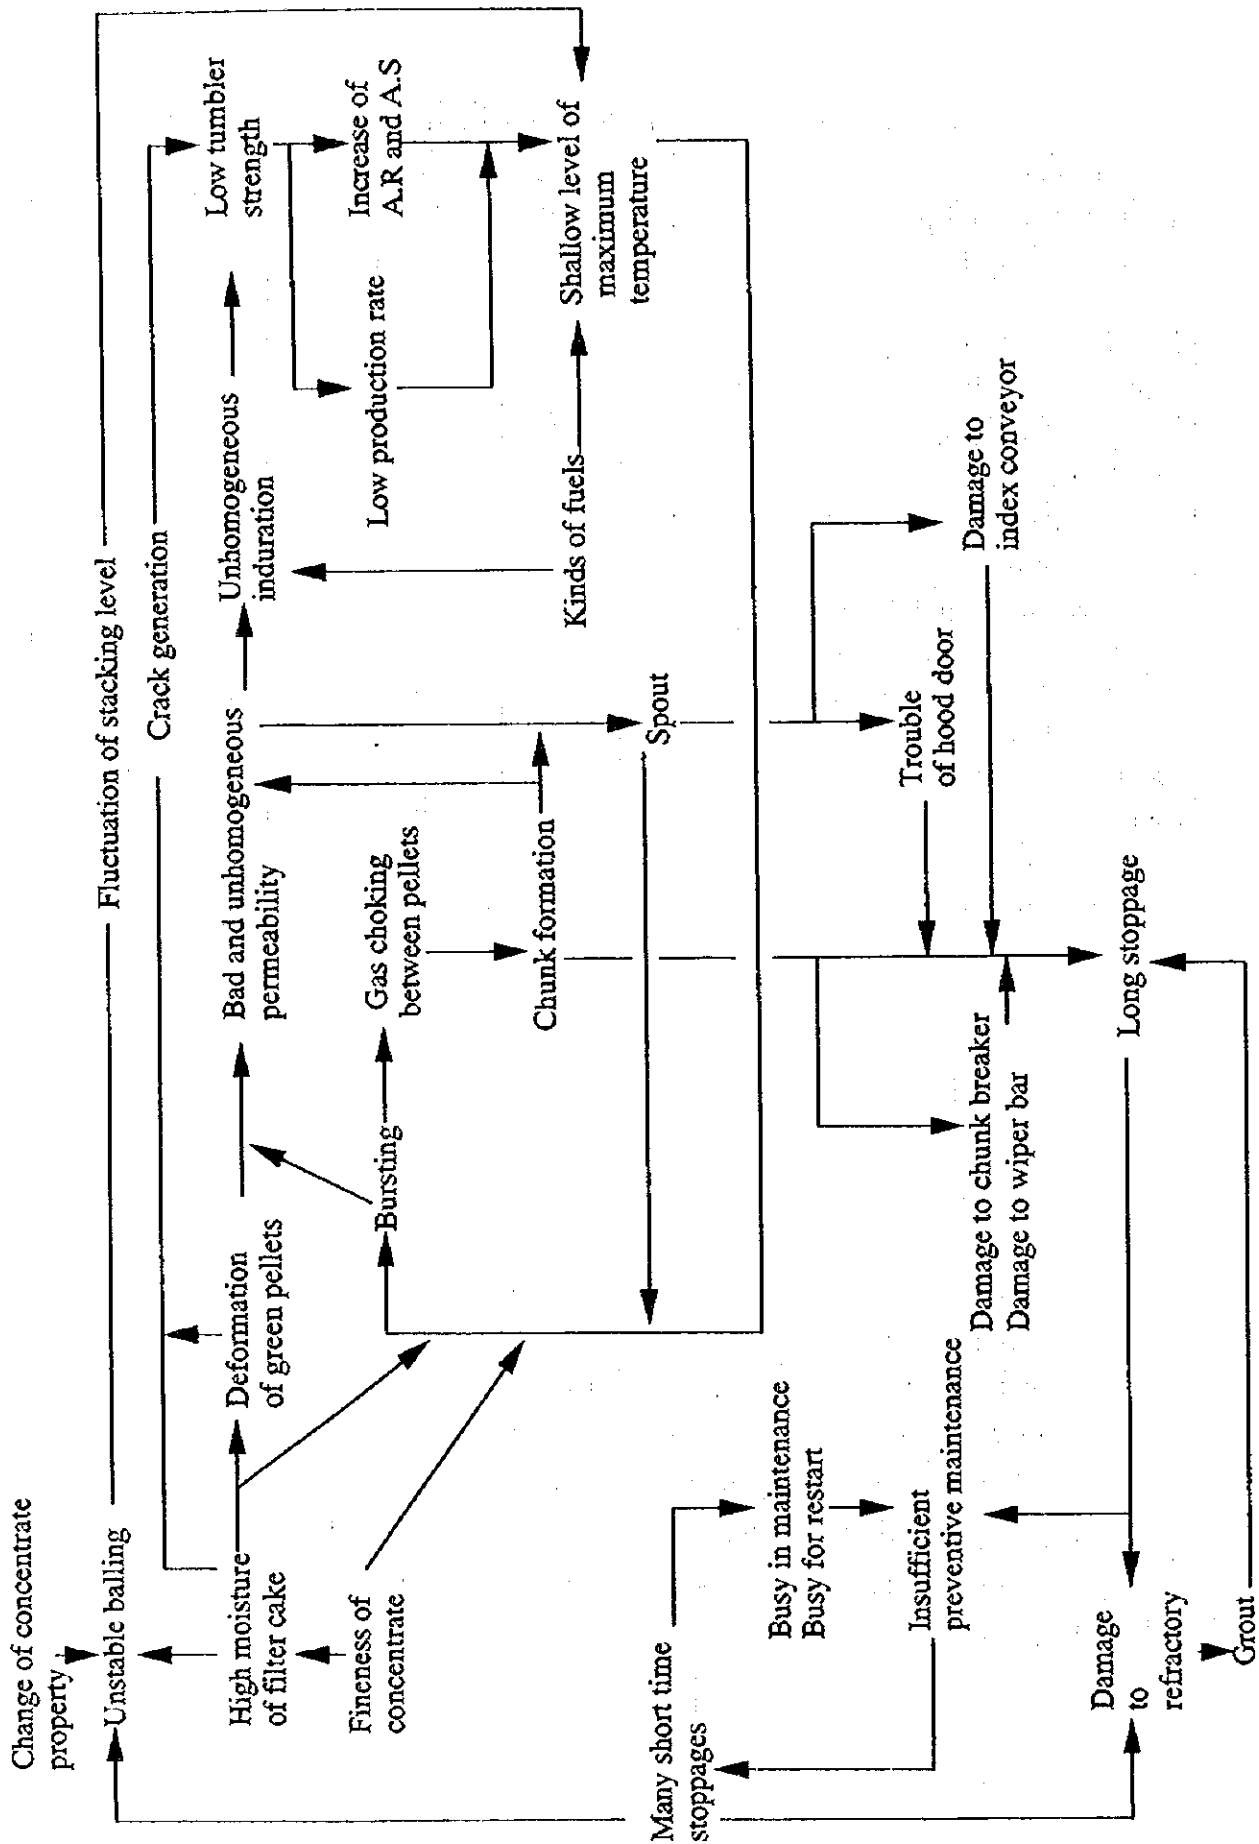 Change of concentrate
property
Unstable balling
Fluctuation of stacking level
Crack generation
High moisture
of filter cake
Deformation
of green pellets
Bad and unhomogeneous
permeability
Unhomogeneous
induration
Low tumbler
strength
Fineness of
concentrate
Bursting
Gas choking
between pellets
Low production rate
Increase of
A.R and A.S
Chunk formation
Kinds of fuels
Shallow level of
maximum
temperature
Spout
Many short time
stoppages
Busy in maintenance
Busy for restart
Insufficient
preventive maintenance
Damage to chunk breaker
Damage to wiper bar
Trouble
of hood door
Damage to
index conveyor
Damage
to
refractory
Long stoppage
Grout